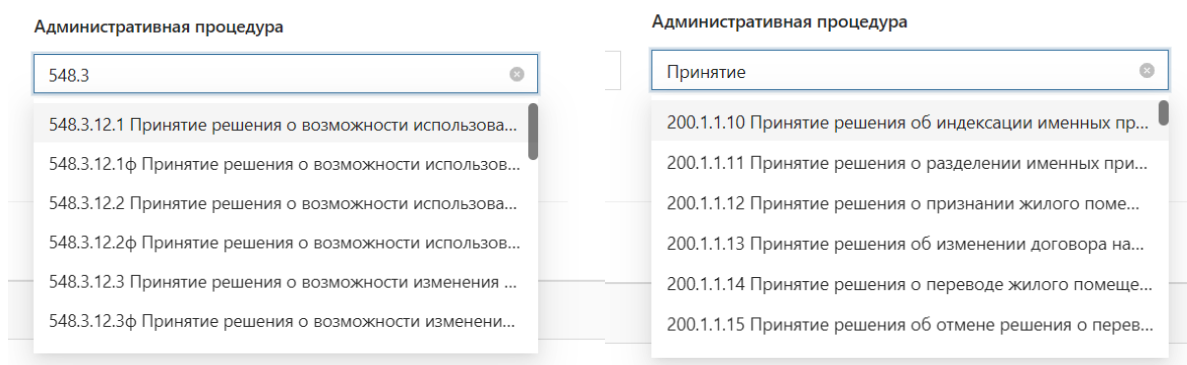 Административная процедура
548.3
548.3.12.1 Принятие решения о возможности использова...
548.3.12.1ф Принятие решения о возможности использов...
548.3.12.2 Принятие решения о возможности использова...
548.3.12.2ф Принятие решения о возможности использов...
548.3.12.3 Принятие решения о возможности изменения ...
548.3.12.3ф Принятие решения о возможности изменени...
Административная процедура
Принятие
200.1.1.10 Принятие решения об индексации именных пр...
200.1.1.11 Принятие решения о разделении именных при...
200.1.1.12 Принятие решения о признании жилого поме...
200.1.1.13 Принятие решения об изменении договора на...
200.1.1.14 Принятие решения о переводе жилого помеще...
200.1.1.15 Принятие решения об отмене решения о перев...